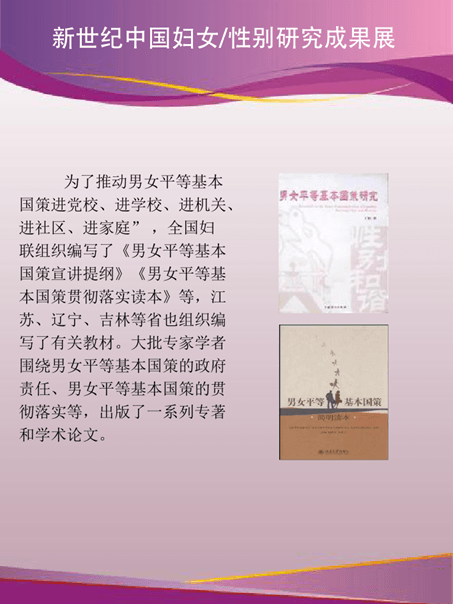 新世纪中国妇女/性别研究成果展
为了推动男女平等基本
国策进党校、进学校、进机关、
进社区、进家庭”,全国妇
联组织编写了《男女平等基本
国策宣讲提纲》《男女平等基
本国策贯彻落实读本》等,江
苏、辽宁、吉林等省也组织编
写了有关教材。大批专家学者
围绕男女平等基本国策的政府
责任、男女平等基本国策的贯
彻落实等,出版了一系列专著
和学术论文。
男女平等基本国策研究
性别和谐
男女平等 基本国策
简明读本